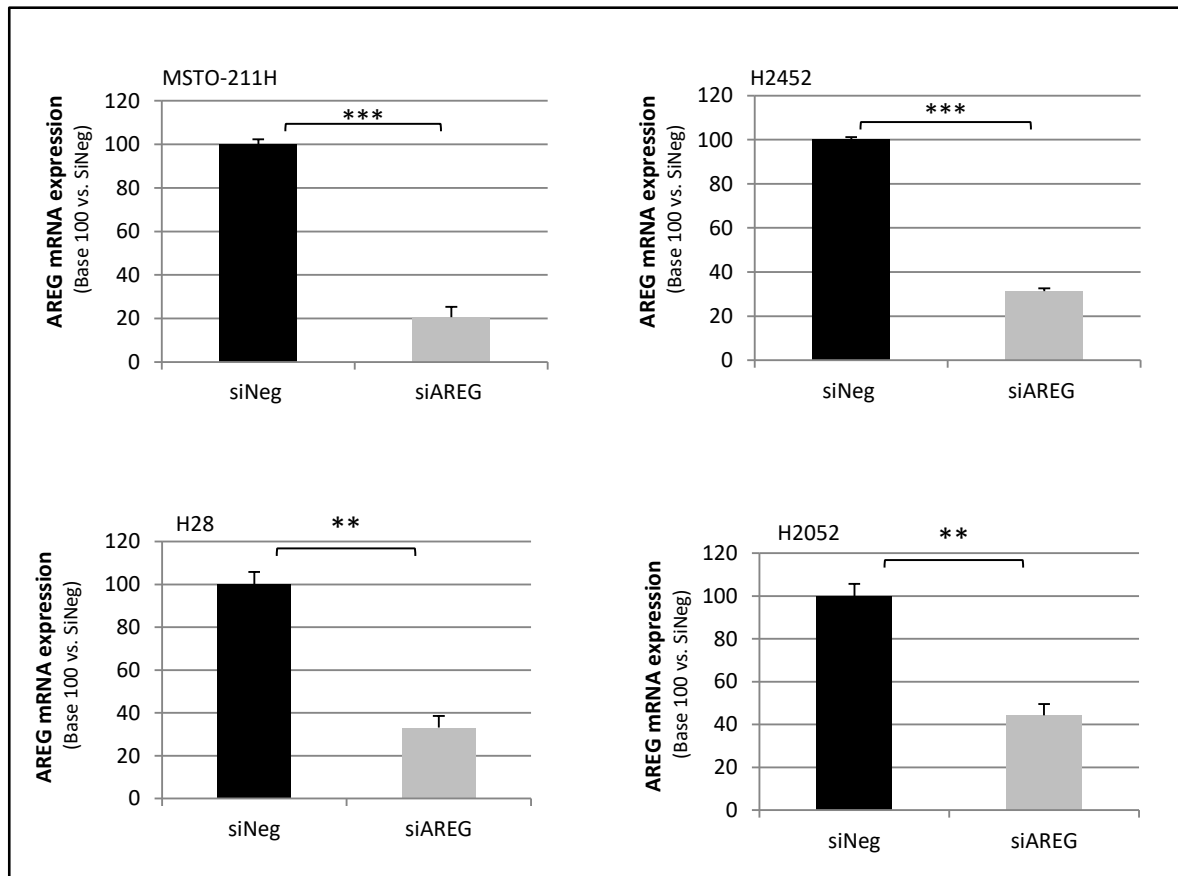 MSTO-211H
AREG mRNA expression
(Base 100 vs. SiNeg)
120
100
80
60
40
20
0
***
siNeg
siAREG
H2452
AREG mRNA expression
(Base 100 vs. SiNeg)
120
100
80
60
40
20
0
***
siNeg
siAREG
H28
AREG mRNA expression
(Base 100 vs. SiNeg)
120
100
80
60
40
20
0
**
siNeg
siAREG
H2052
AREG mRNA expression
(Base 100 vs. SiNeg)
120
100
80
60
40
20
0
**
siNeg
siAREG